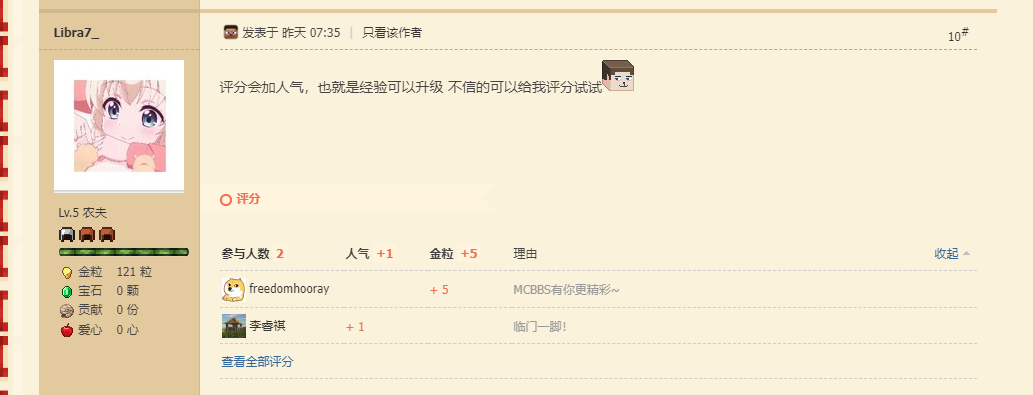 Libra7_
发表于 昨天 07:35 | 只看该作者
10#
评分会加人气，也就是经验可以升级 不信的可以给我评分试试
Lv.5 农夫
金粒 121 粒
宝石 0 颗
贡献 0 份
爱心 0 心
评分
参与人数 2 人气 +1 金粒 +5 理由 收起
freedomhooray + 5 MCBBS有你更精彩~
李睿祺 + 1 临门一脚！
查看全部评分